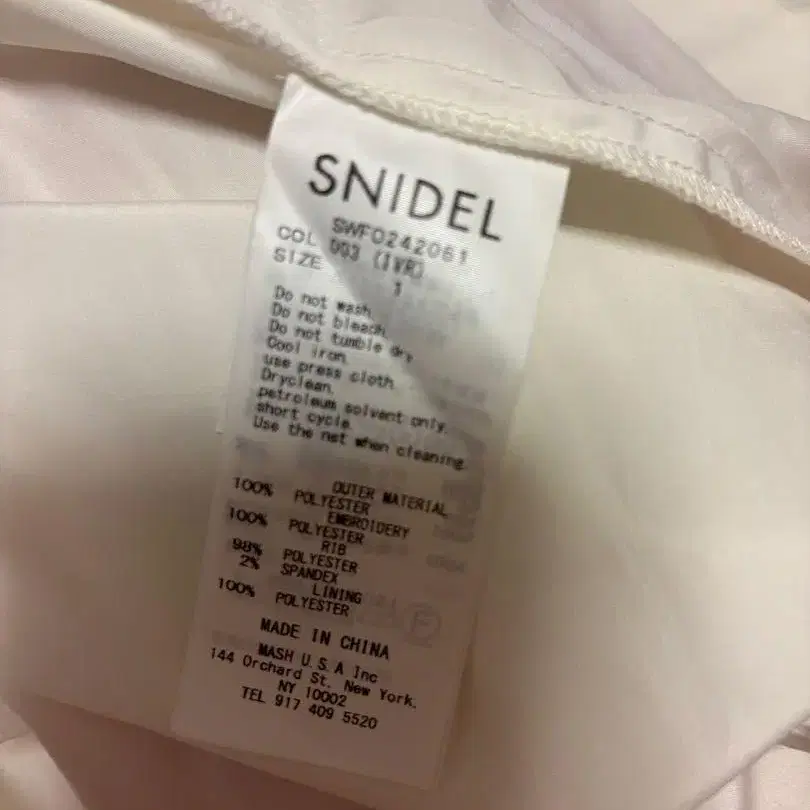 SNIDEL
SWFO242061
COL 003 (IVR)
SIZE 1
Do not wash.
Do not bleach.
Do not tumble dry
Cool iron.
use press cloth.
Dryclean.
petroleum solvent only.
short cycle.
Use the net when cleaning.
OUTER MATERIAL
100% POLYESTER
EMBROIDERY
100% POLYESTER
RIB
98% POLYESTER
2% SPANDEX
LINING
100% POLYESTER
MADE IN CHINA
MASH U.S.A Inc
144 Orchard St. New York.
NY 10002
TEL 917 409 5520